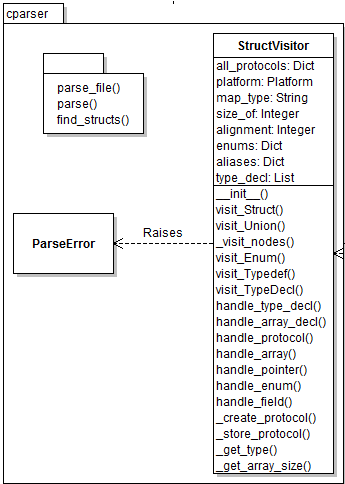 cparser
parse_file()
parse()
find_structs()
StructVisitor
all_protocols: Dict
platform: Platform
map_type: String
size_of: Integer
alignment: Integer
enums: Dict
aliases: Dict
type_decl: List
__init__()
visit_Struct()
visit_Union()
_visit_nodes()
visit_Enum()
visit_Typedef()
visit_TypeDecl()
handle_type_decl()
handle_array_decl()
handle_protocol()
handle_array()
handle_pointer()
handle_enum()
handle_field()
_create_protocol()
_store_protocol()
_get_type()
_get_array_size()
Raises
ParseError